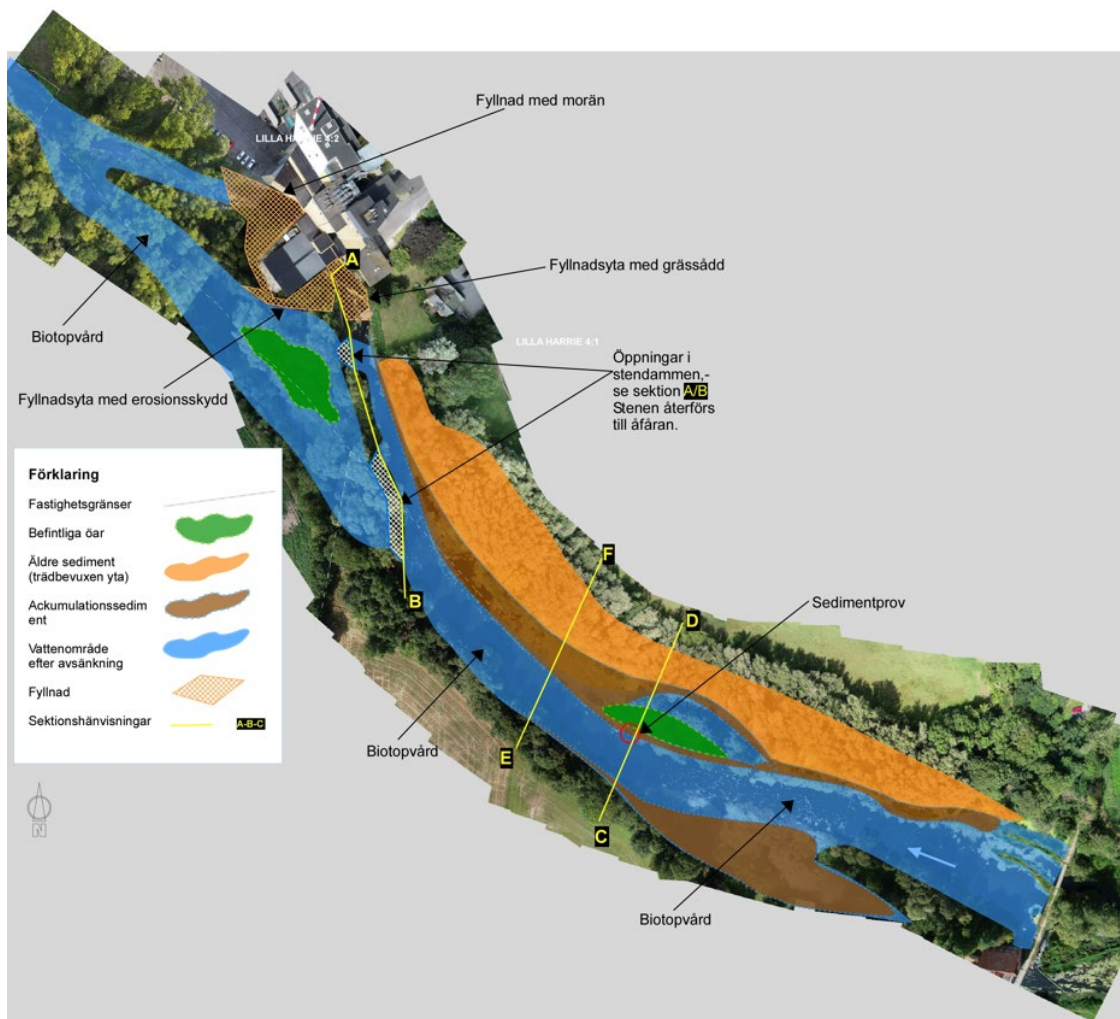 Fyllnad med morän
LILLA HARRIE 4:2
A
Fyllnadsyta med grässådd
Biotopvård
LILLA HARRIE 4:1
Öppningar i
stendammen,-
se sektion A/B
Stenen återförs
till åfåran.
Fyllnadsyta med erosionsskydd
Förklaring
Fastighetsgränser
Befintliga öar
Äldre sediment
(trädbevuxen yta)
Ackumulationssedim
ent
Vattenområde
efter avsänkning
Fyllnad
Sektionshänvisningar A-B-C
F
B
Sedimentprov
D
Biotopvård
E
C
Biotopvård
N